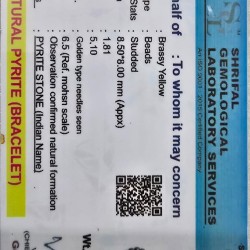 SHRIFAL
GEMOLOGICAL
LABORATORY SERVICES
half of : To whom it may concern
: Brassy Yellow
: Beads
Stats : Studded
: 8.50*8.00 mm (Appx)
: 1.81
: 5.10
: Golden type needles seen
: 6.5 (Ref. mohsn scale)
: Observation confirmed natural formation
: PYRITE STONE (Indian Name)
TURAL PYRITE (BRACELET)